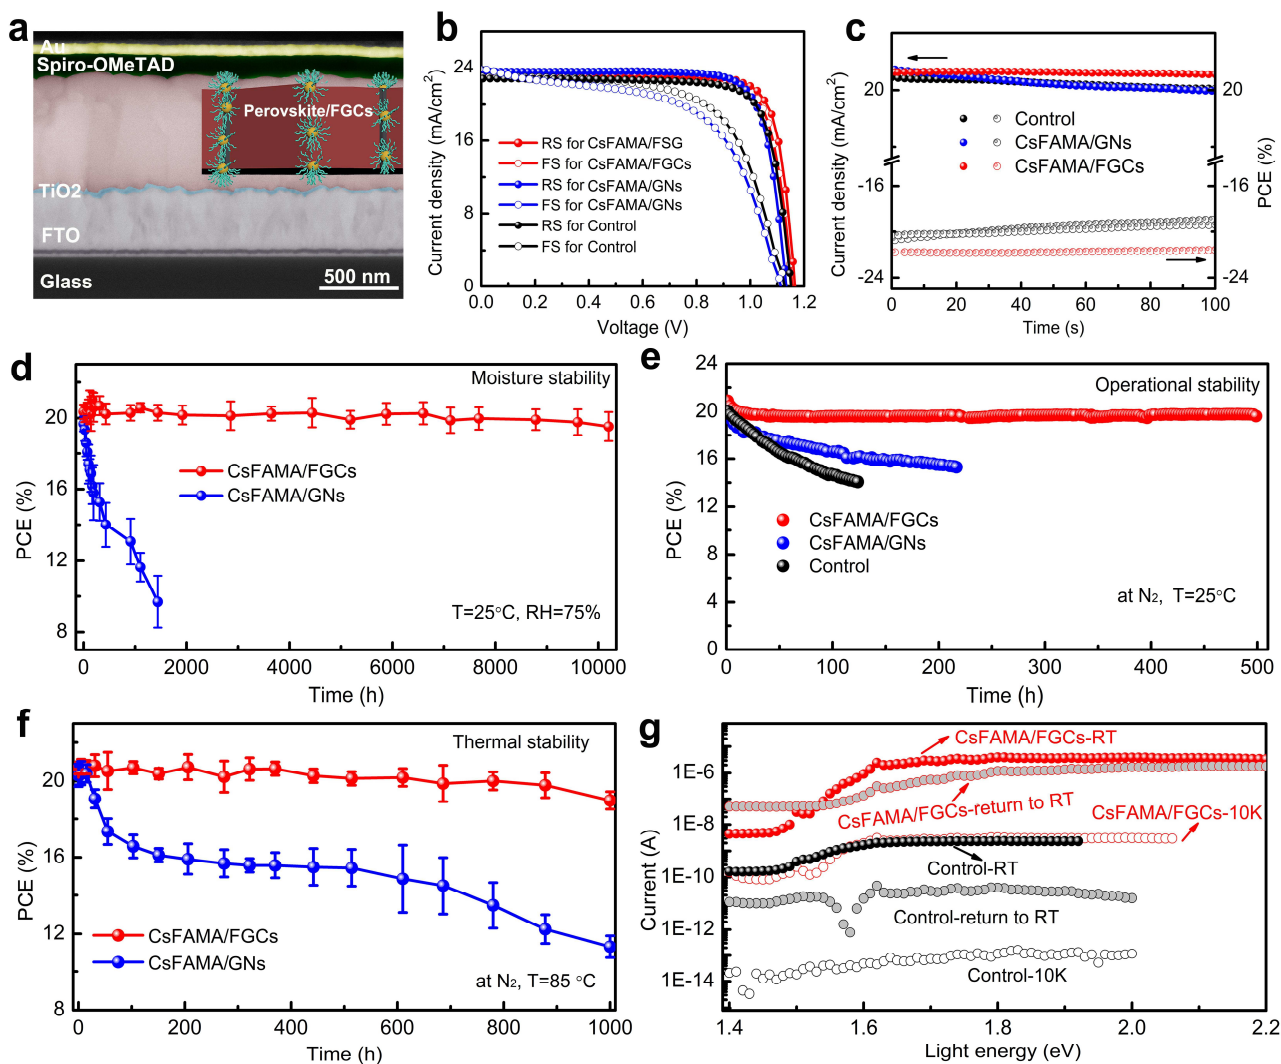 a
Au
Spiro-OMeTAD
Perovskite/FGCs
TiO2
FTO
Glass
500 nm
b
Current density (mA/cm²)
24
16
8
0
RS for CsFAMA/FSG
FS for CsFAMA/FGCs
RS for CsFAMA/GNs
FS for CsFAMA/GNs
RS for Control
FS for Control
0.0 0.2 0.4 0.6 0.8 1.0 1.2
Voltage (V)
c
Current density (mA/cm²)
20
-16
-24
Control
CsFAMA/GNs
CsFAMA/FGCs
20
-16
-24
PCE (%)
0 20 40 60 80 100
Time (s)
d
Moisture stability
PCE (%)
20
16
12
8
CsFAMA/FGCs
CsFAMA/GNs
T=25°C, RH=75%
0 2000 4000 6000 8000 10000
Time (h)
e
Operational stability
PCE (%)
24
20
16
12
8
4
0
CsFAMA/FGCs
CsFAMA/GNs
Control
at N₂, T=25°C
0 100 200 300 400 500
Time (h)
f
Thermal stability
PCE (%)
20
16
12
8
CsFAMA/FGCs
CsFAMA/GNs
at N₂, T=85 °C
0 200 400 600 800 1000
Time (h)
g
Current (A)
1E-6
1E-8
1E-10
1E-12
1E-14
CsFAMA/FGCs-RT
CsFAMA/FGCs-return to RT
CsFAMA/FGCs-10K
Control-RT
Control-return to RT
Control-10K
1.4 1.6 1.8 2.0 2.2
Light energy (eV)